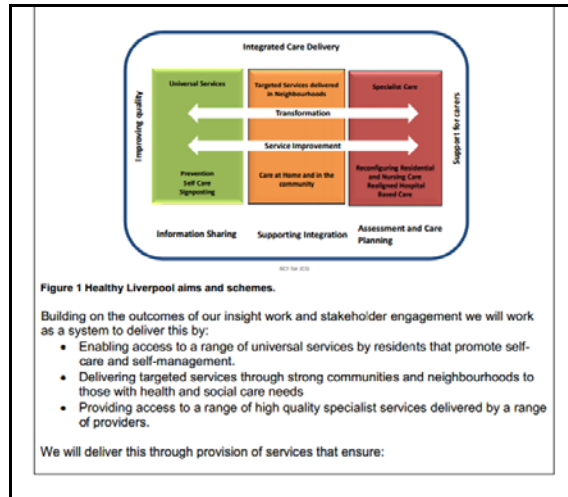 Integrated Care Delivery
Improving quality
Universal Services
Targeted Services delivered
in Neighbourhoods
Specialist Care
Support for carers
Transformation
Service Improvement
Prevention
Self Care
Signposting
Care at Home and in the
community
Reconfiguring Residential
and Nursing Care
Realigned Hospital
Based Care
Information Sharing
Supporting Integration
Assessment and Care
Planning
BCF for JCG
Figure 1 Healthy Liverpool aims and schemes.
Building on the outcomes of our insight work and stakeholder engagement we will work
as a system to deliver this by:
• Enabling access to a range of universal services by residents that promote self-
care and self-management.
• Delivering targeted services through strong communities and neighbourhoods to
those with health and social care needs
• Providing access to a range of high quality specialist services delivered by a range
of providers.
We will deliver this through provision of services that ensure: